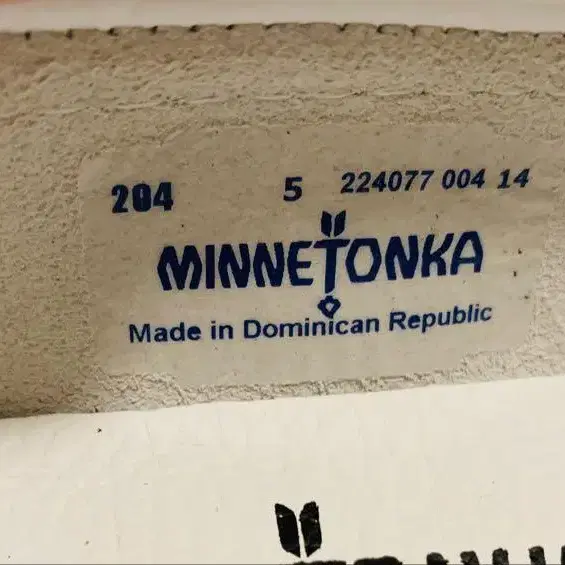 204 5 224077 004 14
MINNETONKA
Made in Dominican Republic